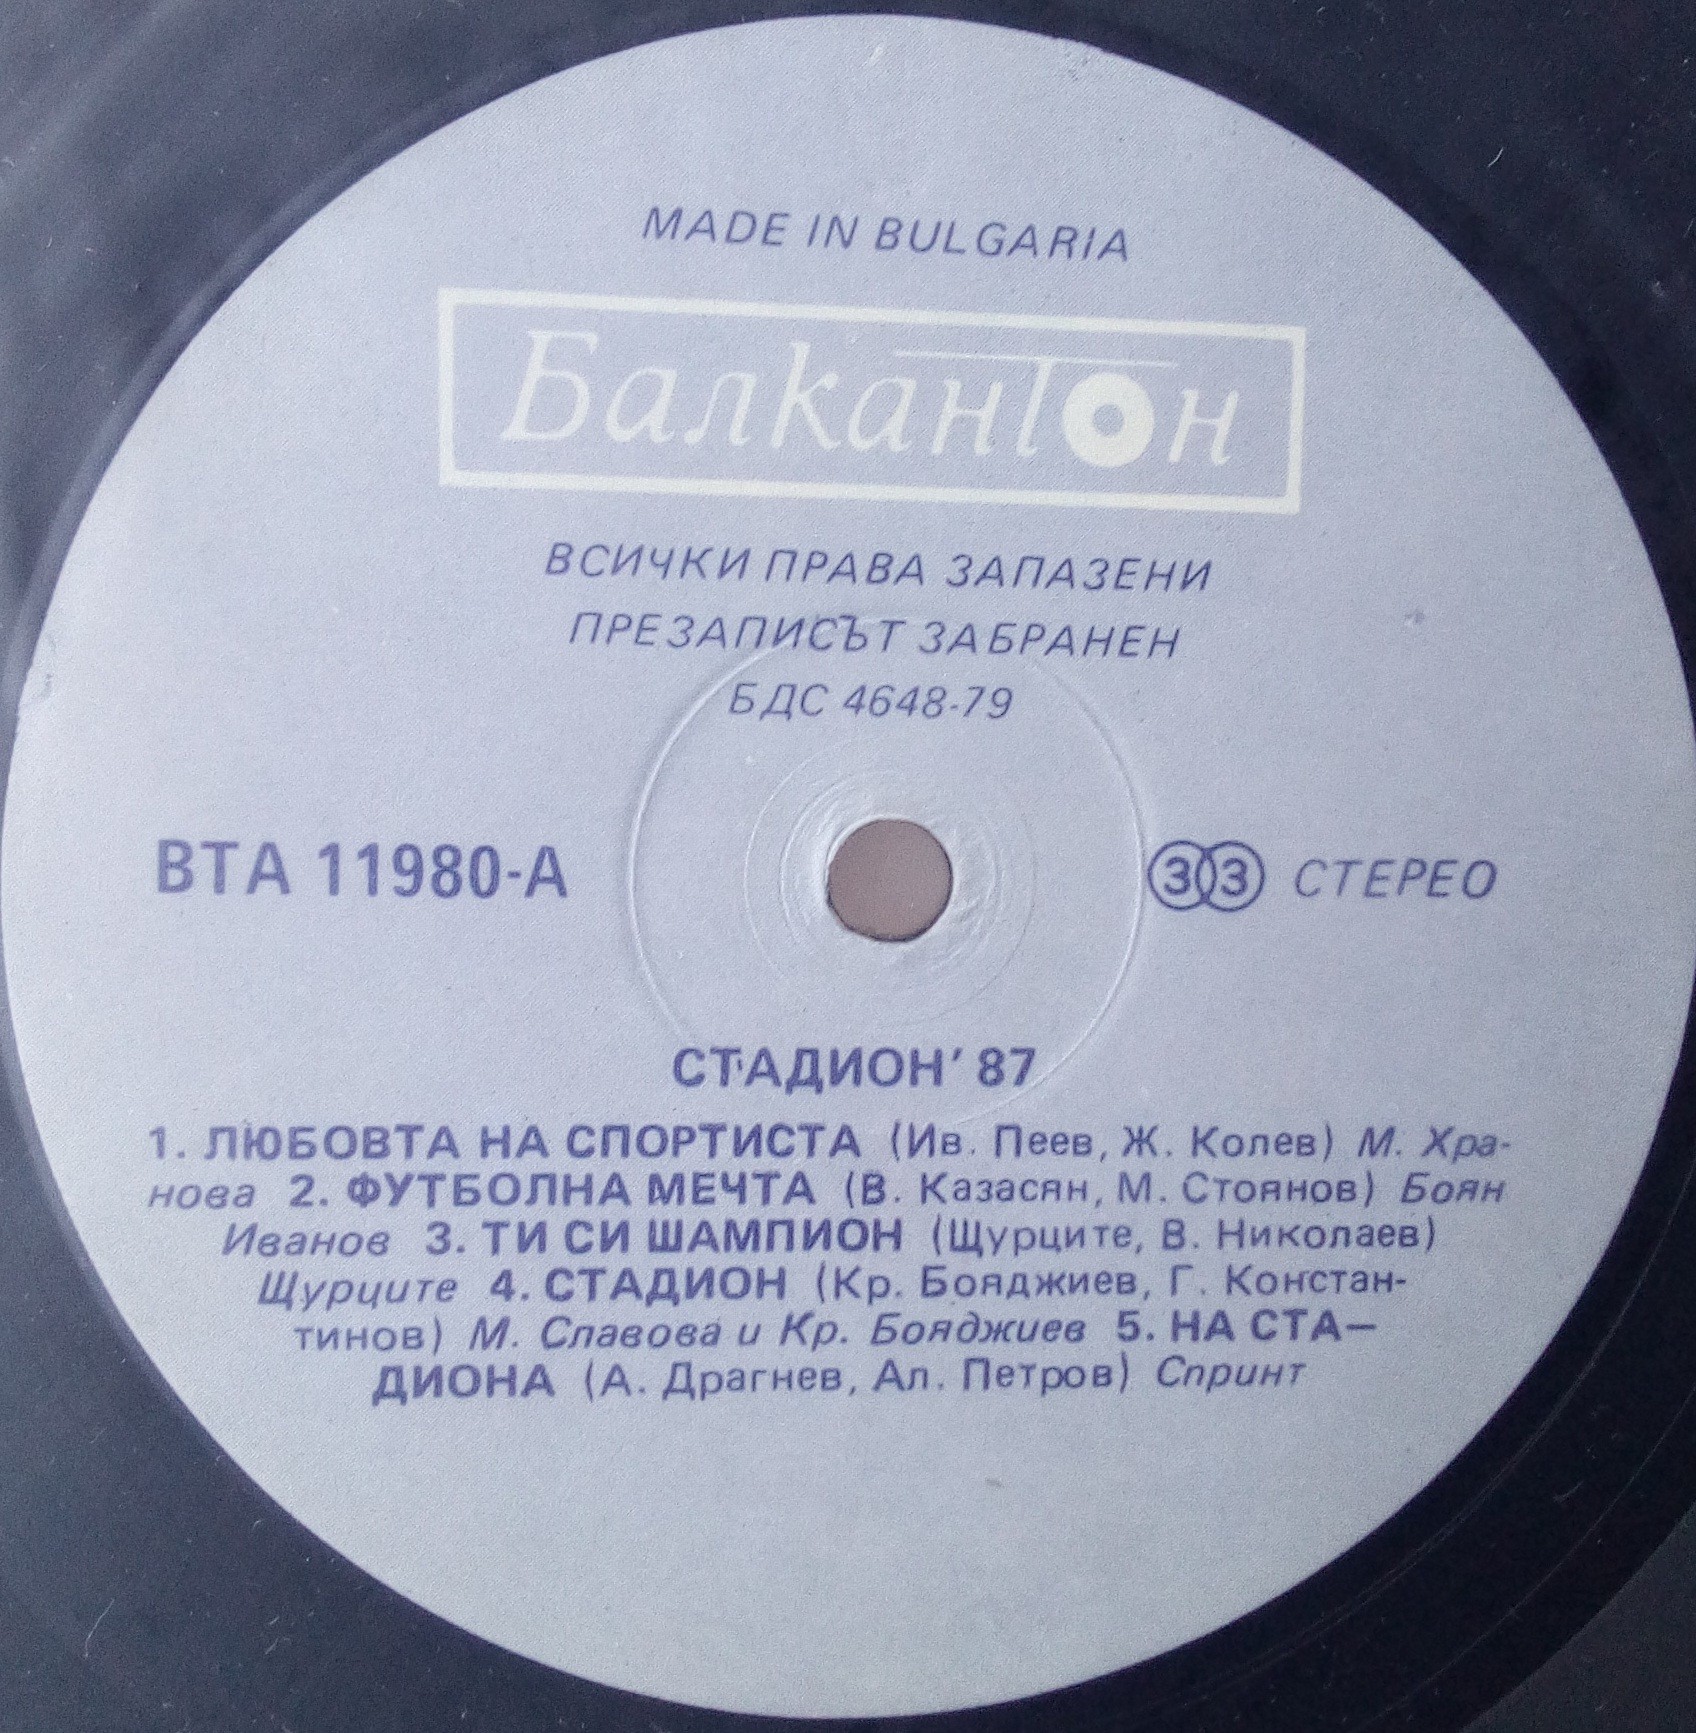 MADE IN BULGARIA
Балкантон
ВСИЧКИ ПРАВА ЗАПАЗЕНИ
ПРЕЗАПИСЪТ ЗАБРАНЕН
БДС 4648-79
ВТА 11980-А
33 СТЕРЕО
СТАДИОН' 87
1. ЛЮБОВТА НА СПОРТИСТА (Ив. Пеев, Ж. Колев) М. Хра-
нова 2. ФУТБОЛНА МЕЧТА (В. Казасян, М. Стоянов) Боян
Иванов 3. ТИ СИ ШАМПИОН (Щурците, В. Николаев)
Щурците 4. СТАДИОН (Кр. Бояджиев, Г. Констан-
тинов) М. Славова и Кр. Бояджиев 5. НА СТА–
ДИОНА (А. Драгнев, Ал. Петров) Спринт